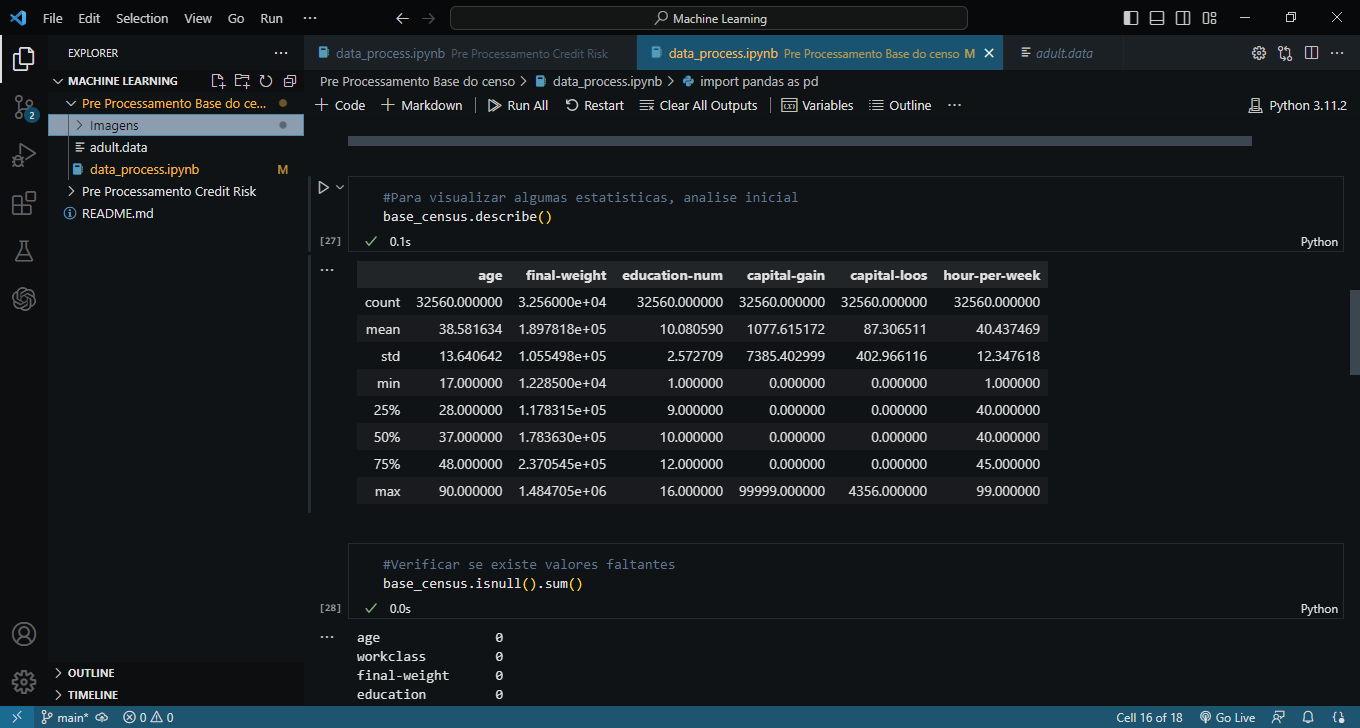 File Edit Selection View Go Run ··· Machine Learning
EXPLORER ···
MACHINE LEARNING
Pre Processamento Base do ce...
Imagens
adult.data
data_process.ipynb M
Pre Processamento Credit Risk
README.md
OUTLINE
TIMELINE
2
data_process.ipynb Pre Processamento Credit Risk data_process.ipynb Pre Processamento Base do censo M adult.data ···
Pre Processamento Base do censo > data_process.ipynb > import pandas as pd
+ Code + Markdown Run All Restart Clear All Outputs Variables Outline ··· Python 3.11.2
#Para visualizar algumas estatisticas, analise inicial
base_census.describe()
[27] ✓ 0.1s Python
···
age final-weight education-num capital-gain capital-loos hour-per-week
count 32560.000000 3.256000e+04 32560.000000 32560.000000 32560.000000 32560.000000
mean 38.581634 1.897818e+05 10.080590 1077.615172 87.306511 40.437469
std 13.640642 1.055498e+05 2.572709 7385.402999 402.966116 12.347618
min 17.000000 1.228500e+04 1.000000 0.000000 0.000000 1.000000
25% 28.000000 1.178315e+05 9.000000 0.000000 0.000000 40.000000
50% 37.000000 1.783630e+05 10.000000 0.000000 0.000000 40.000000
75% 48.000000 2.370545e+05 12.000000 0.000000 0.000000 45.000000
max 90.000000 1.484705e+06 16.000000 99999.000000 4356.000000 99.000000
#Verificar se existe valores faltantes
base_census.isnull().sum()
[28] ✓ 0.0s Python
···
age 0
workclass 0
final-weight 0
education 0
main* 0 0 Cell 16 of 18 Go Live